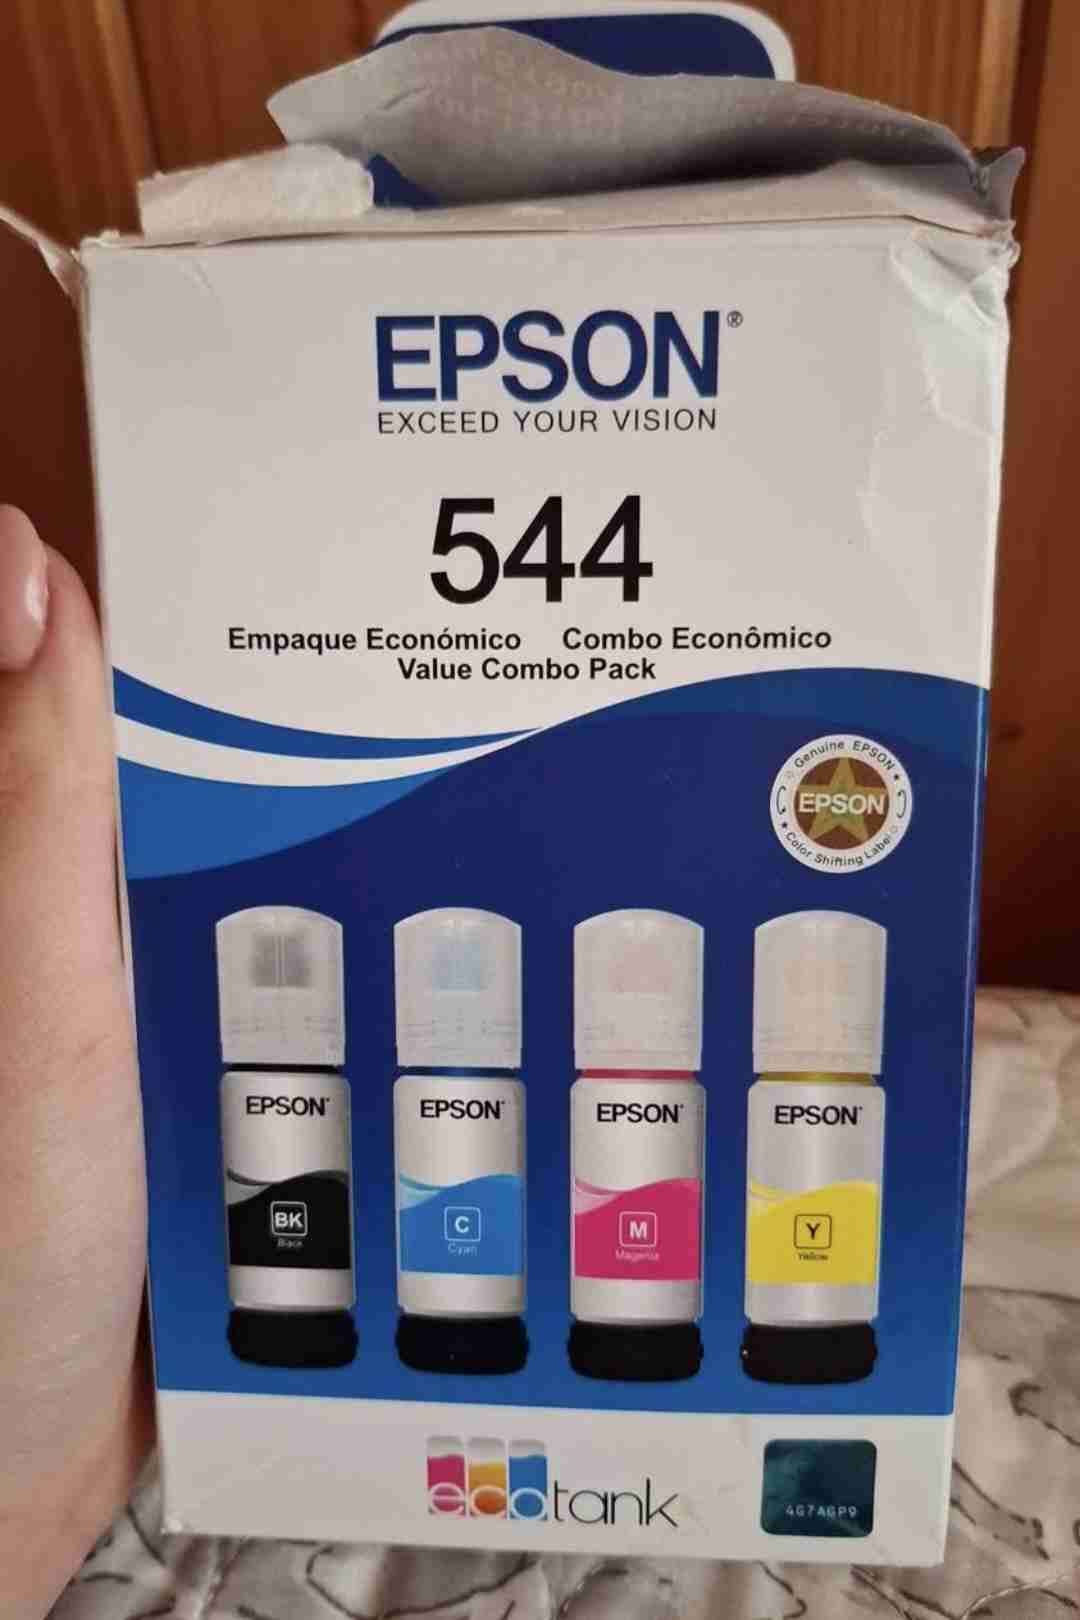 EPSON®
EXCEED YOUR VISION
544
Empaque Económico Combo Econômico
Value Combo Pack
Genuine EPSON
EPSON
Color Shifting Label
EPSON EPSON EPSON EPSON
BK C M Y
Black Cyan Magenta Yellow
ecotank
4G7AGP9